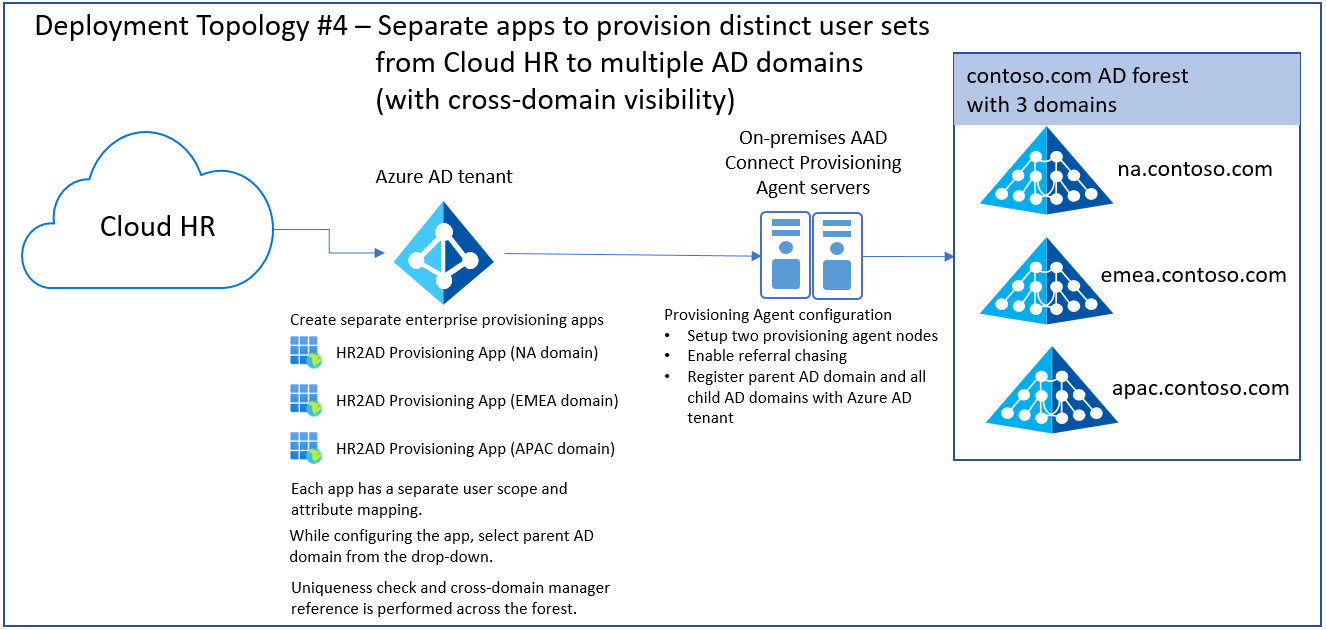 Deployment Topology #4 – Separate apps to provision distinct user sets
from Cloud HR to multiple AD domains
(with cross-domain visibility)
Cloud HR
Azure AD tenant
Create separate enterprise provisioning apps
HR2AD Provisioning App (NA domain)
HR2AD Provisioning App (EMEA domain)
HR2AD Provisioning App (APAC domain)
Each app has a separate user scope and
attribute mapping.
While configuring the app, select parent AD
domain from the drop-down.
Uniqueness check and cross-domain manager
reference is performed across the forest.
On-premises AAD
Connect Provisioning
Agent servers
Provisioning Agent configuration
• Setup two provisioning agent nodes
• Enable referral chasing
• Register parent AD domain and all
child AD domains with Azure AD
tenant
contoso.com AD forest
with 3 domains
na.contoso.com
emea.contoso.com
apac.contoso.com